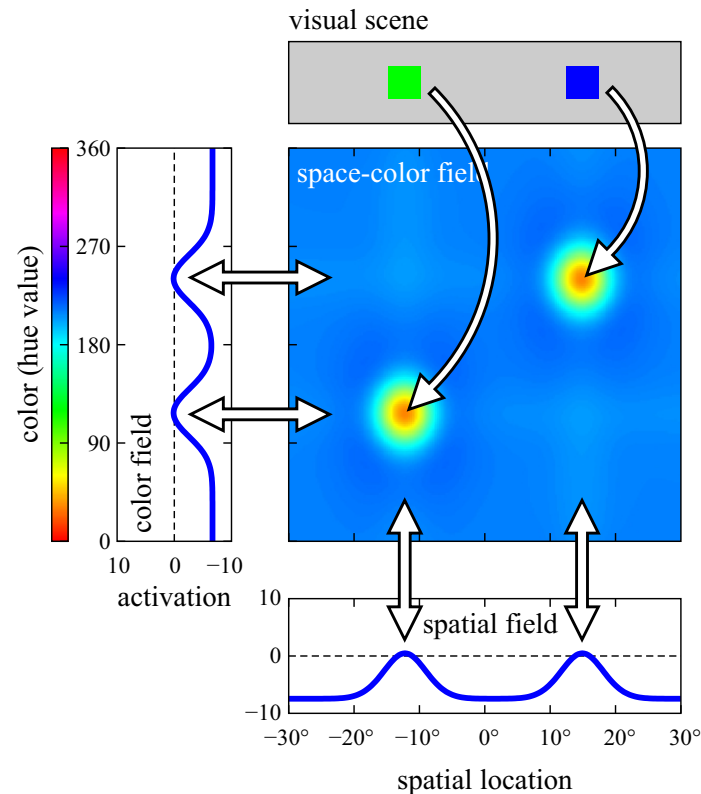 visual scene
space-color field
360
270
180
90
0
color (hue value)
color field
10 0 −10
activation
10
0
−10
spatial field
−30° −20° −10° 0° 10° 20° 30°
spatial location